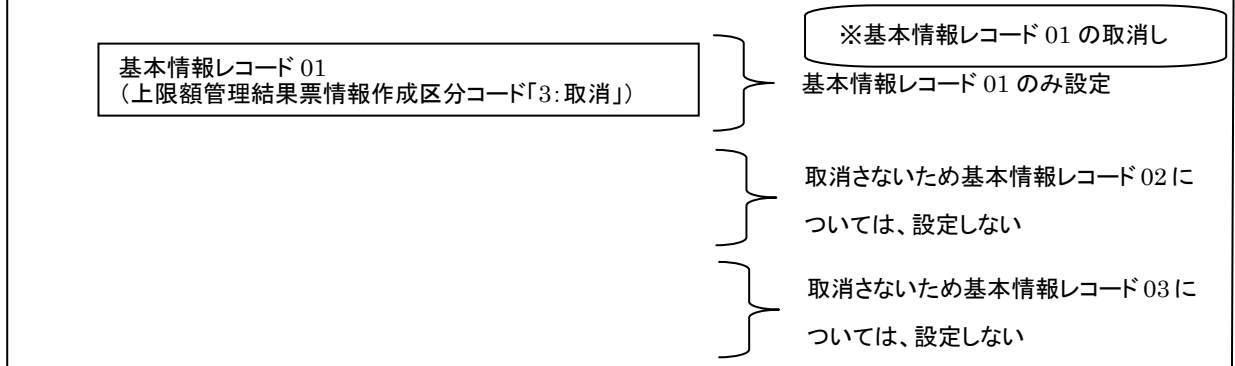 ※基本情報レコード 01 の取消し
基本情報レコード 01
（上限額管理結果票情報作成区分コード「3：取消」）
基本情報レコード 01 のみ設定
取消さないため基本情報レコード 02 に
ついては、設定しない
取消さないため基本情報レコード 03 に
ついては、設定しない